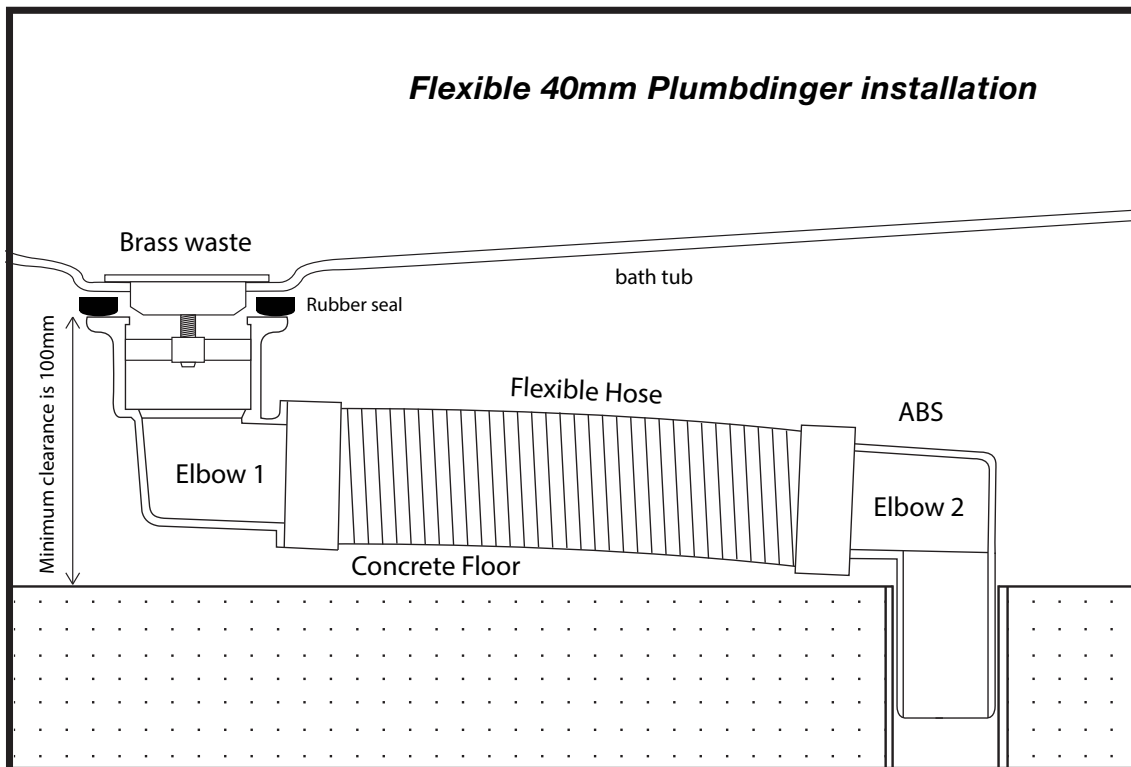 Flexible 40mm Plumbdinger installation
Brass waste
bath tub
Rubber seal
Minimum clearance is 100mm
Flexible Hose
ABS
Elbow 1
Elbow 2
Concrete Floor